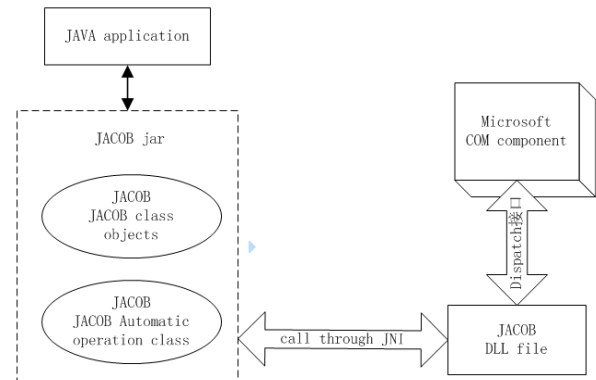 JAVA application
JACOB jar
JACOB
JACOB class
objects
JACOB
JACOB Automatic
operation class
call through JNI
Microsoft
COM component
Dispatch接口
JACOB
DLL file